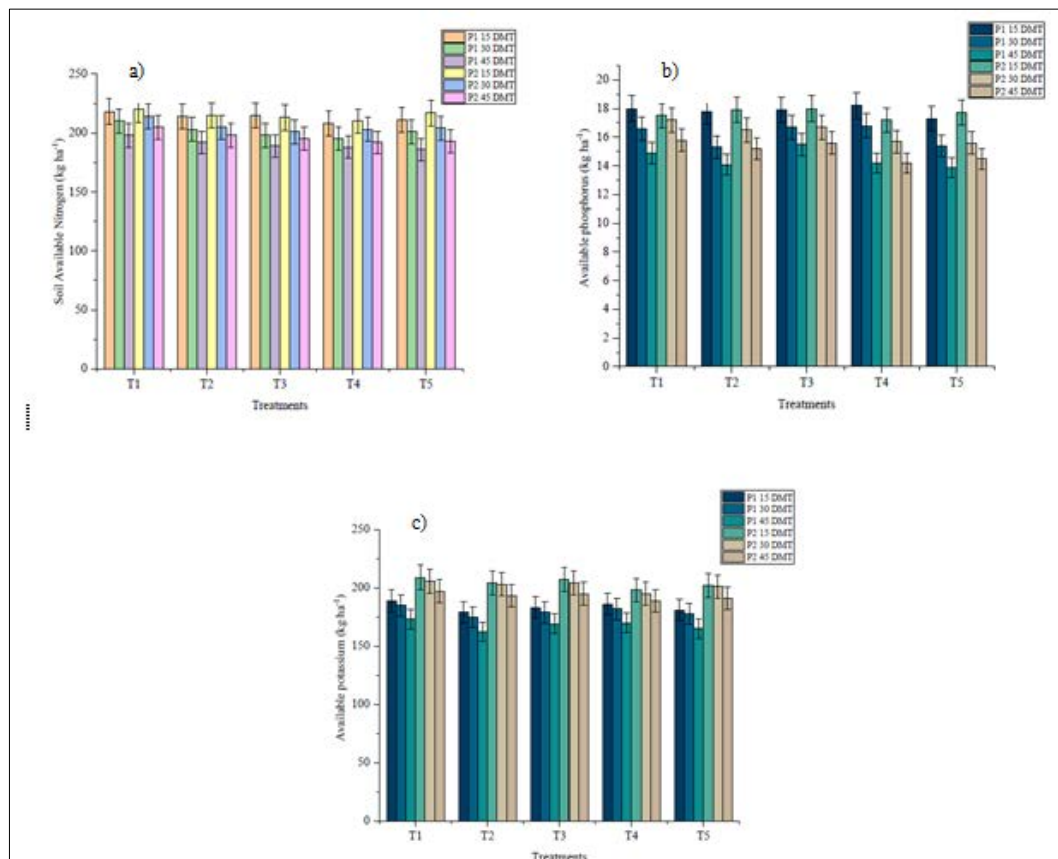 a)
P1 15 DMT
P1 30 DMT
P1 45 DMT
P2 15 DMT
P2 30 DMT
P2 45 DMT
Soil Available Nitrogen (kg ha⁻¹)
250
200
150
100
50
0
T1 T2 T3 T4 T5
Treatments
b)
P1 15 DMT
P1 30 DMT
P1 45 DMT
P2 15 DMT
P2 30 DMT
P2 45 DMT
Available phosphorus (kg ha⁻¹)
20
18
16
14
12
10
8
6
4
2
0
T1 T2 T3 T4 T5
Treatments
c)
P1 15 DMT
P1 30 DMT
P1 45 DMT
P2 15 DMT
P2 30 DMT
P2 45 DMT
Available potassium (kg ha⁻¹)
250
200
150
100
50
0
T1 T2 T3 T4 T5
Treatments